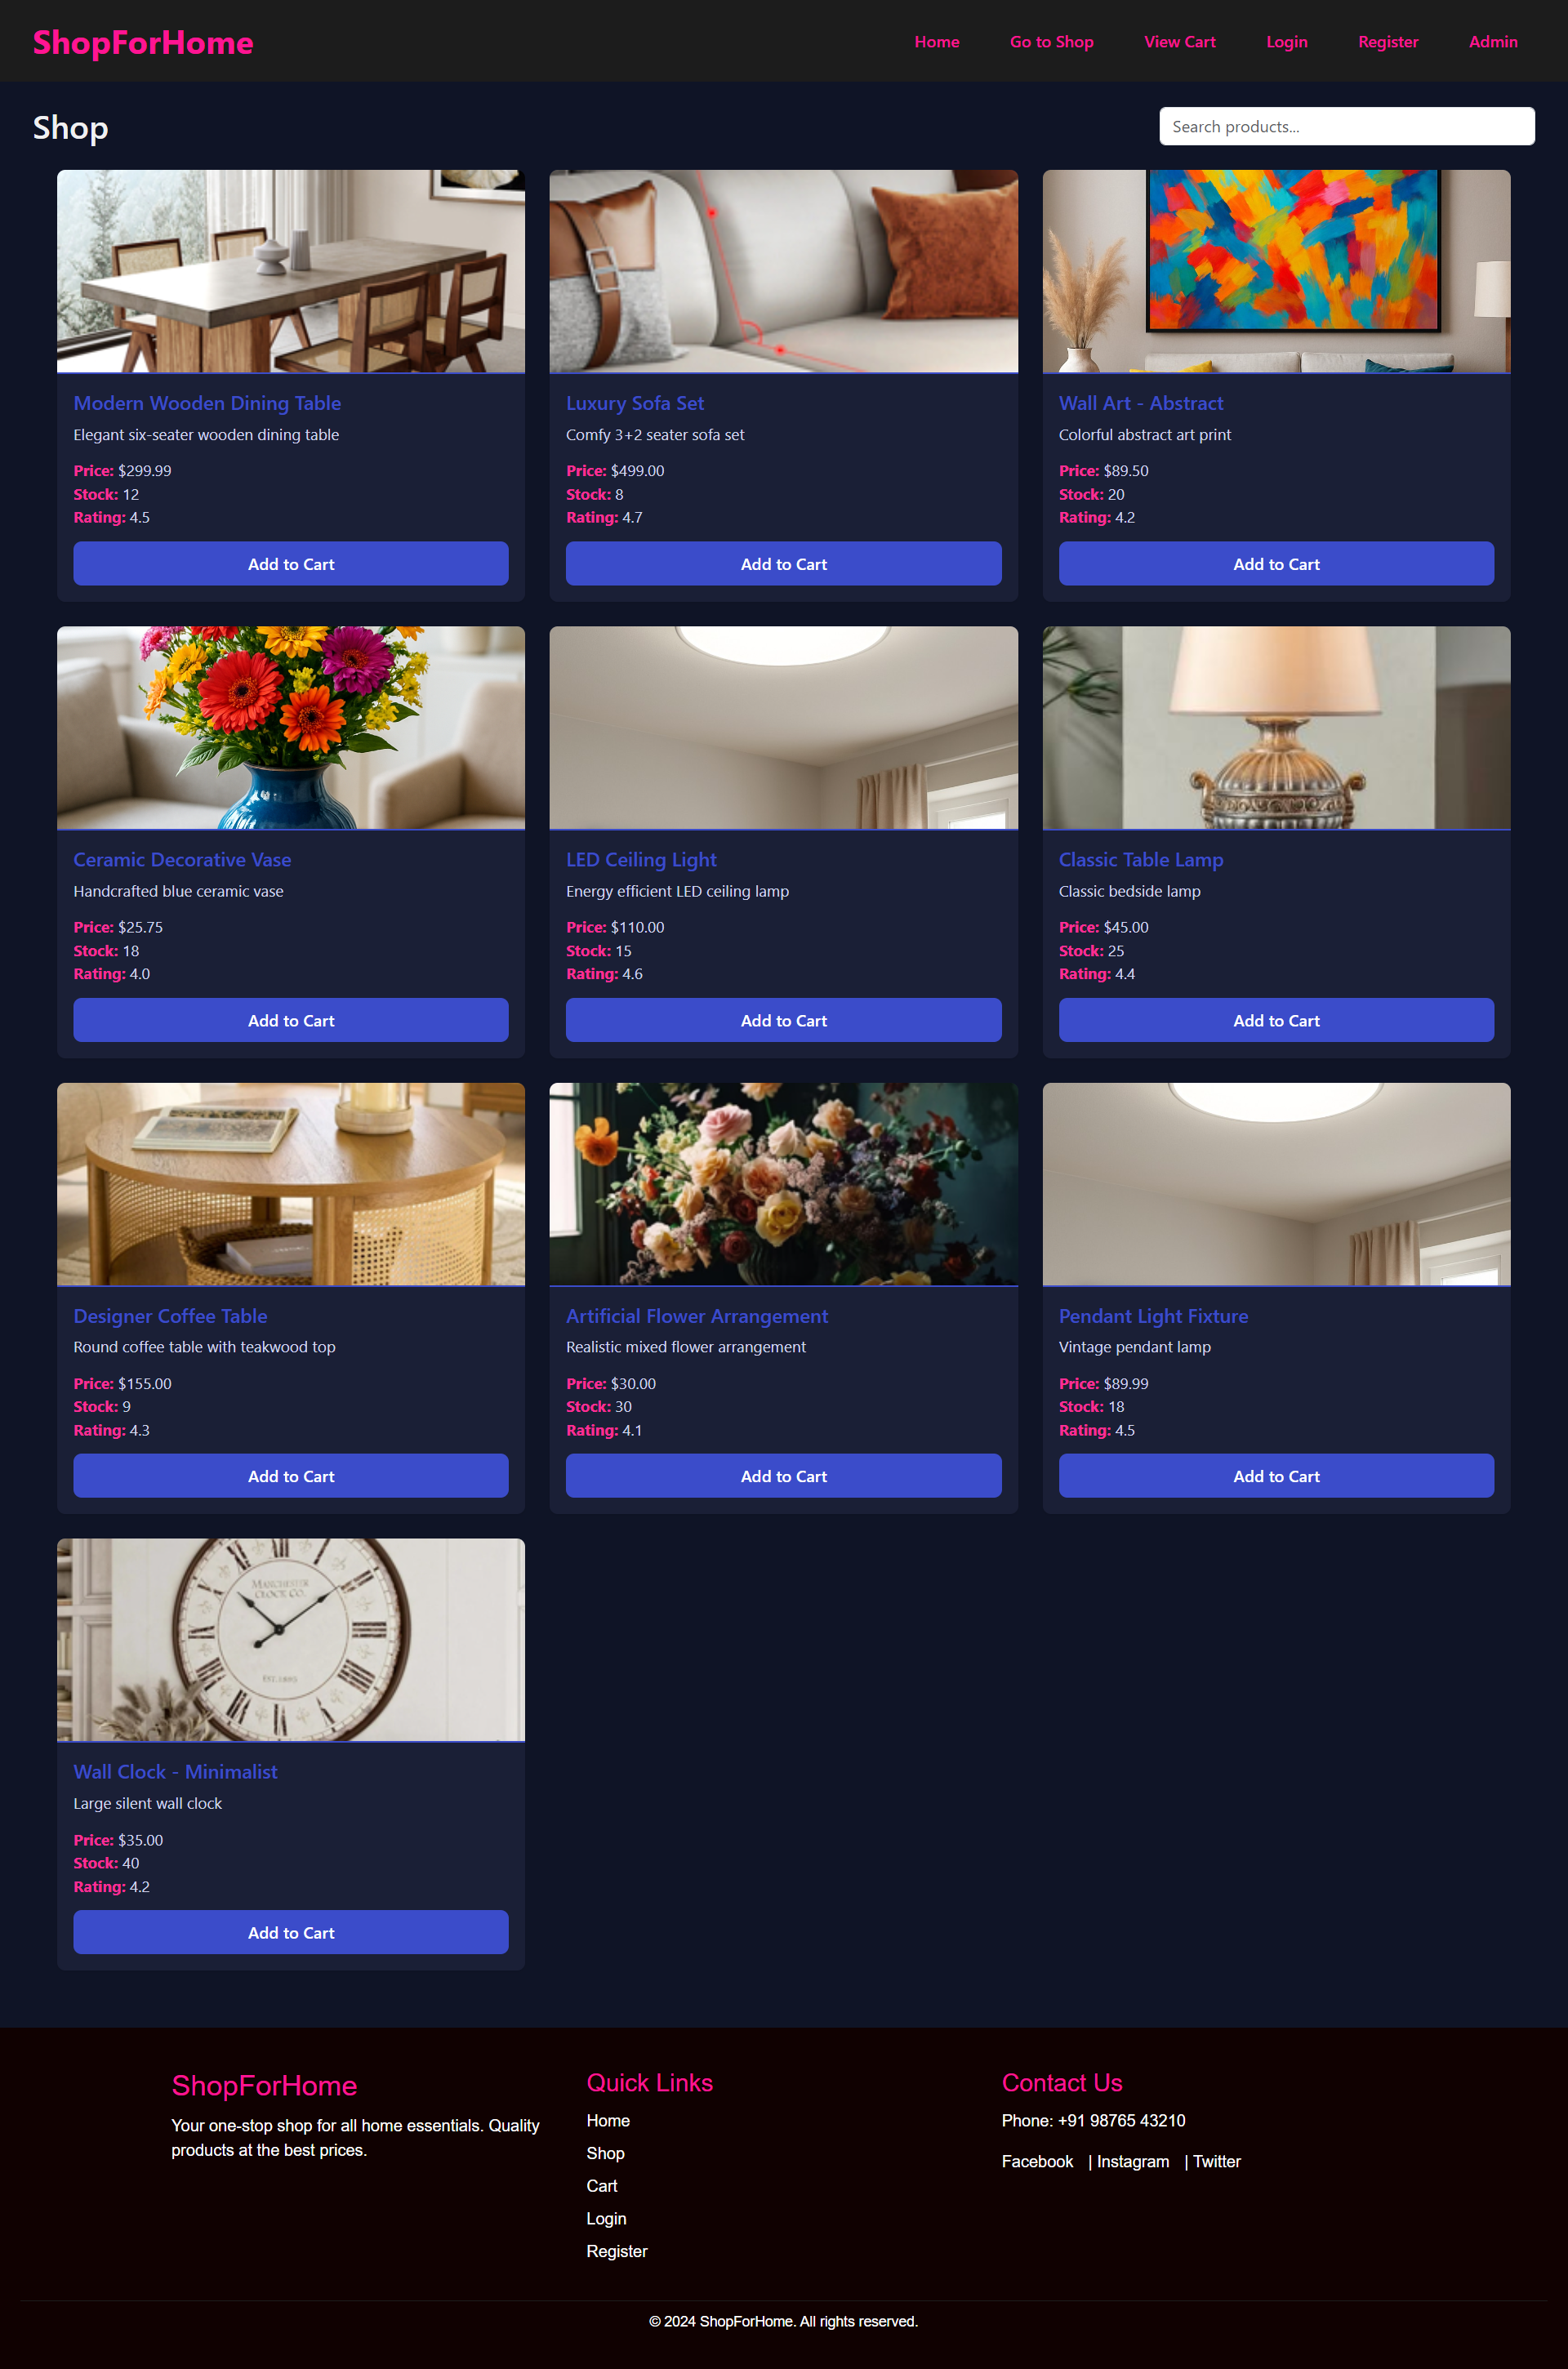 ShopForHome
Home Go to Shop View Cart Login Register Admin
Shop
Search products...
Modern Wooden Dining Table
Elegant six-seater wooden dining table
Price: $299.99
Stock: 12
Rating: 4.5
Add to Cart
Luxury Sofa Set
Comfy 3+2 seater sofa set
Price: $499.00
Stock: 8
Rating: 4.7
Add to Cart
Wall Art - Abstract
Colorful abstract art print
Price: $89.50
Stock: 20
Rating: 4.2
Add to Cart
Ceramic Decorative Vase
Handcrafted blue ceramic vase
Price: $25.75
Stock: 18
Rating: 4.0
Add to Cart
LED Ceiling Light
Energy efficient LED ceiling lamp
Price: $110.00
Stock: 15
Rating: 4.6
Add to Cart
Classic Table Lamp
Classic bedside lamp
Price: $45.00
Stock: 25
Rating: 4.4
Add to Cart
Designer Coffee Table
Round coffee table with teakwood top
Price: $155.00
Stock: 9
Rating: 4.3
Add to Cart
Artificial Flower Arrangement
Realistic mixed flower arrangement
Price: $30.00
Stock: 30
Rating: 4.1
Add to Cart
Pendant Light Fixture
Vintage pendant lamp
Price: $89.99
Stock: 18
Rating: 4.5
Add to Cart
MANCHESTER
CLOCK CO.
Wall Clock - Minimalist
Large silent wall clock
Price: $35.00
Stock: 40
Rating: 4.2
Add to Cart
ShopForHome
Your one-stop shop for all home essentials. Quality
products at the best prices.
Quick Links
Home
Shop
Cart
Login
Register
Contact Us
Phone: +91 98765 43210
Facebook | Instagram | Twitter
© 2024 ShopForHome. All rights reserved.